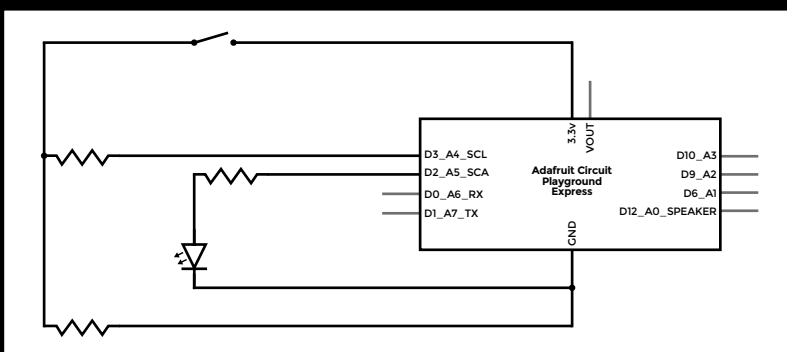 3.3v
VOUT
D3_A4_SCL
D2_A5_SCA
D0_A6_RX
D1_A7_TX
Adafruit Circuit
Playground
Express
D10_A3
D9_A2
D6_A1
D12_A0_SPEAKER
GND